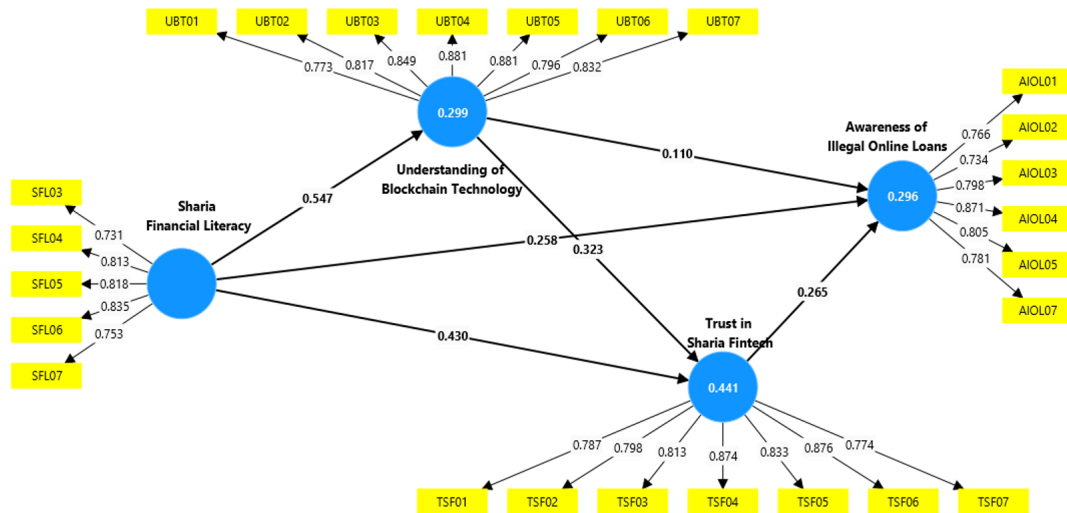 UBT01 UBT02 UBT03 UBT04 UBT05 UBT06 UBT07
0.773 0.817 0.849 0.881 0.881 0.796 0.832
0.299
Understanding of
Blockchain Technology
AIOL01
AIOL02
AIOL03
AIOL04
AIOL05
AIOL07
0.766
0.734
0.798
0.871
0.805
0.781
Awareness of
Illegal Online Loans
0.296
0.110
0.547
0.258
0.323
0.430
0.265
SFL03
SFL04
SFL05
SFL06
SFL07
0.731
0.813
0.818
0.835
0.753
Sharia
Financial Literacy
Trust in
Sharia Fintech
0.441
0.787 0.798 0.813 0.874 0.833 0.876 0.774
TSF01 TSF02 TSF03 TSF04 TSF05 TSF06 TSF07